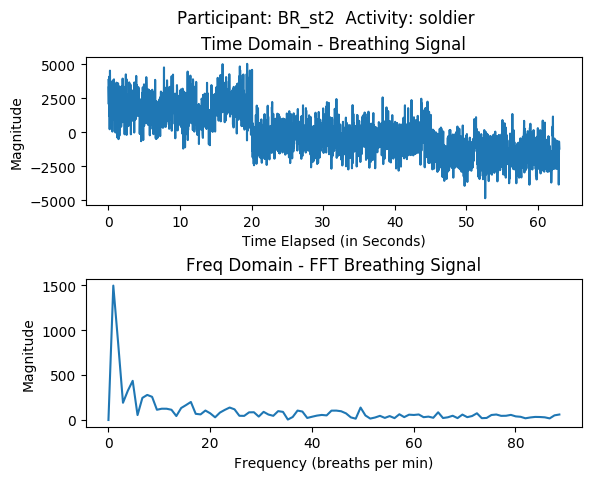 Participant: BR_st2  Activity: soldier
Time Domain - Breathing Signal
Magnitude
5000
2500
0
−2500
−5000
0 10 20 30 40 50 60
Time Elapsed (in Seconds)
Freq Domain - FFT Breathing Signal
Magnitude
1500
1000
500
0
0 20 40 60 80
Frequency (breaths per min)